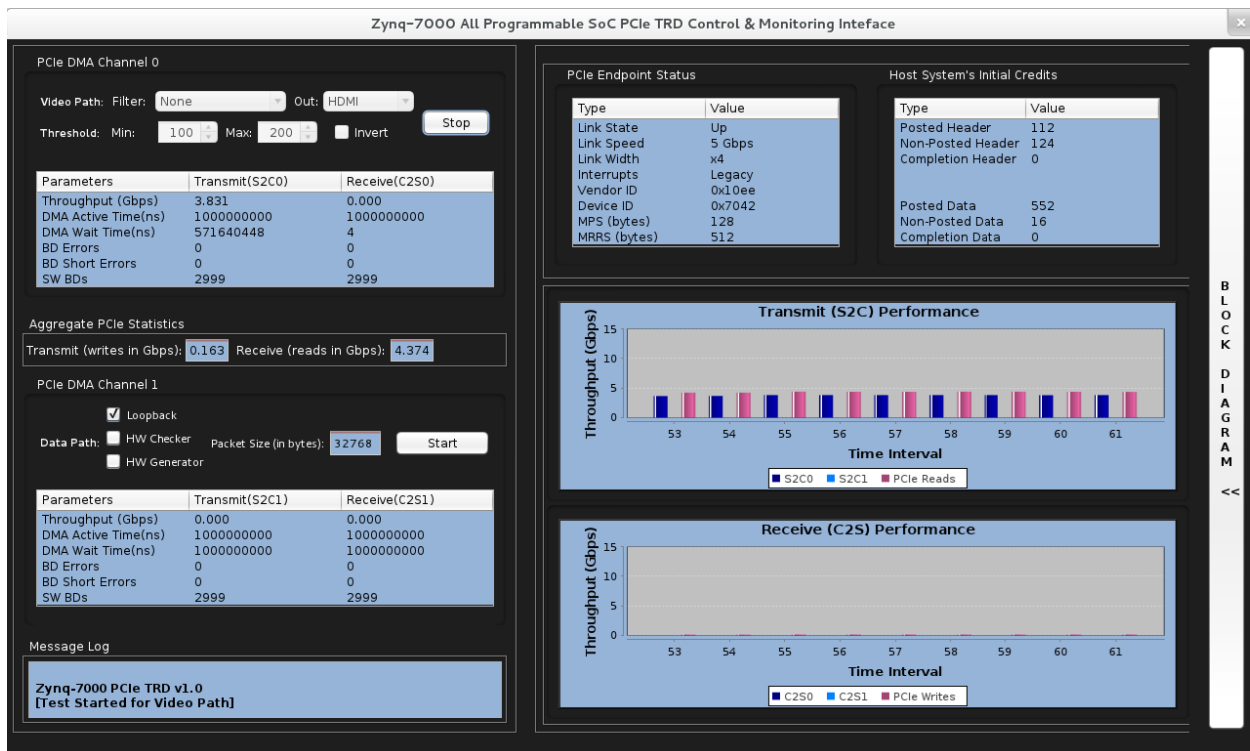 Zynq-7000 All Programmable SoC PCIe TRD Control & Monitoring Inteface
x
PCIe DMA Channel 0
Video Path: Filter: None Out: HDMI
Stop
Threshold: Min: 100 Max: 200 Invert
Parameters Transmit(S2C0) Receive(C2S0)
Throughput (Gbps) 3.831 0.000
DMA Active Time(ns) 1000000000 1000000000
DMA Wait Time(ns) 571640448 4
BD Errors 0 0
BD Short Errors 0 0
SW BDs 2999 2999
Aggregate PCIe Statistics
Transmit (writes in Gbps): 0.163 Receive (reads in Gbps): 4.374
PCIe DMA Channel 1
Loopback
Data Path: HW Checker Packet Size (in bytes): 32768 Start
HW Generator
Parameters Transmit(S2C1) Receive(C2S1)
Throughput (Gbps) 0.000 0.000
DMA Active Time(ns) 1000000000 1000000000
DMA Wait Time(ns) 1000000000 1000000000
BD Errors 0 0
BD Short Errors 0 0
SW BDs 2999 2999
Message Log
Zynq-7000 PCIe TRD v1.0
[Test Started for Video Path]
PCIe Endpoint Status
Type Value
Link State Up
Link Speed 5 Gbps
Link Width x4
Interrupts Legacy
Vendor ID 0x10ee
Device ID 0x7042
MPS (bytes) 128
MRRS (bytes) 512
Host System's Initial Credits
Type Value
Posted Header 112
Non-Posted Header 124
Completion Header 0
Posted Data 552
Non-Posted Data 16
Completion Data 0
Transmit (S2C) Performance
Throughput (Gbps)
15
10
5
0
53 54 55 56 57 58 59 60 61
Time Interval
S2C0 S2C1 PCIe Reads
Receive (C2S) Performance
Throughput (Gbps)
15
10
5
0
53 54 55 56 57 58 59 60 61
Time Interval
C2S0 C2S1 PCIe Writes
BLOCK DIAGRAM
<<